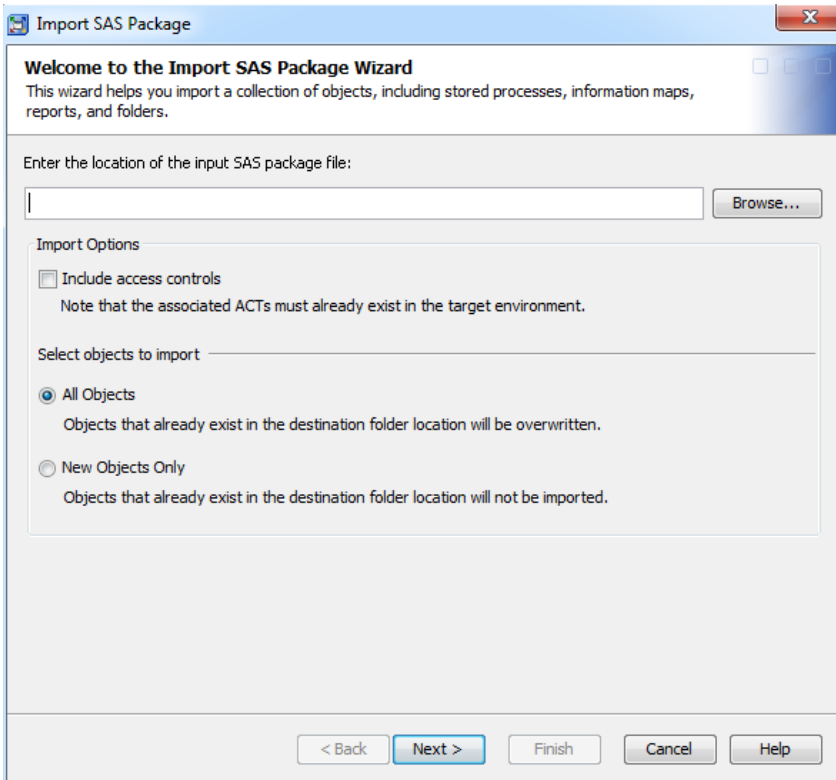 Import SAS Package
Welcome to the Import SAS Package Wizard
This wizard helps you import a collection of objects, including stored processes, information maps,
reports, and folders.
Enter the location of the input SAS package file:
Browse...
Import Options
Include access controls
Note that the associated ACTs must already exist in the target environment.
Select objects to import
All Objects
Objects that already exist in the destination folder location will be overwritten.
New Objects Only
Objects that already exist in the destination folder location will not be imported.
< Back Next > Finish Cancel Help